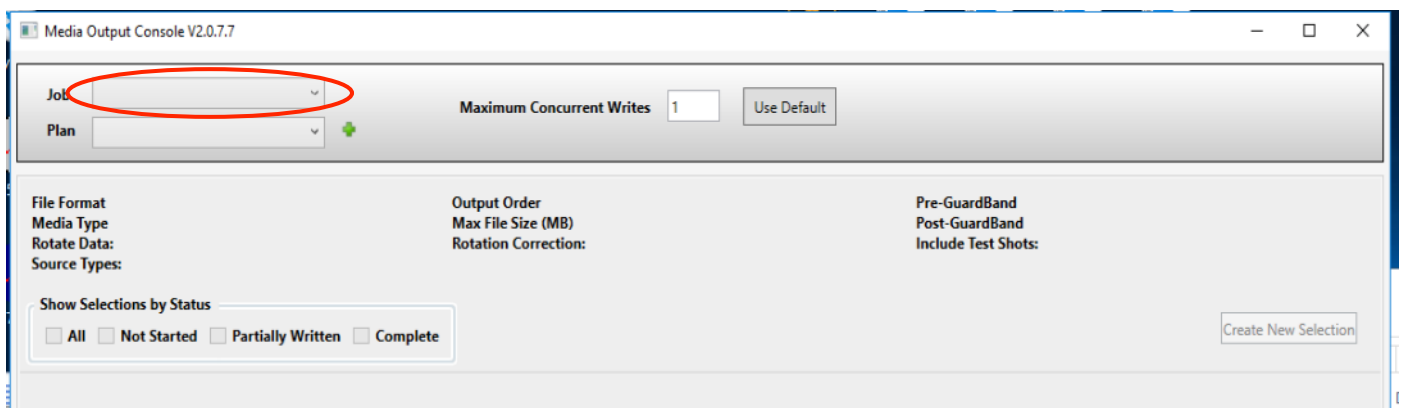 Media Output Console V2.0.7.7
Job
Maximum Concurrent Writes 1 Use Default
Plan
File Format Output Order Pre-GuardBand
Media Type Max File Size (MB) Post-GuardBand
Rotate Data: Rotation Correction: Include Test Shots:
Source Types:
Show Selections by Status
All Not Started Partially Written Complete
Create New Selection